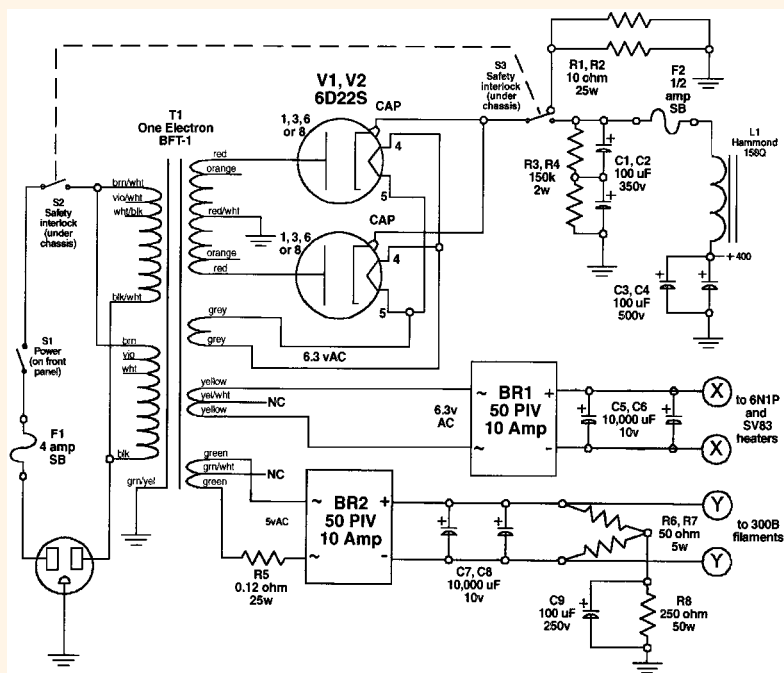 V1, V2
6D22S
CAP
1, 3, 6
or 8
4
5
CAP
1, 3, 6
or 8
4
5
T1
One Electron
BFT-1
S3
Safety
interlock
(under
chassis)
R1, R2
10 ohm
25w
F2
1/2
amp
SB
L1
Hammond
158Q
R3, R4
150k
2w
C1, C2
100 uF
350v
+
+
+ 400
C3, C4
100 uF
500v
+
+
S2
Safety
interlock
(under
chassis)
brn/wht
vio/wht
wht/blk
blk/wht
brn
vio
wht
blk
grn/yel
red
orange
red/wht
orange
red
grey
grey
6.3 vAC
yellow
yel/wht
NC
yellow
green
grn/wht
NC
green
S1
Power
(on front
panel)
F1
4 amp
SB
6.3v
AC
~
~
BR1
50 PIV
10 Amp
+
-
C5, C6
10,000 uF
10v
+
+
X
X
to 6N1P
and
SV83
heaters
5vAC
R5
0.12 ohm
25w
~
~
BR2
50 PIV
10 Amp
+
-
+
+
C7, C8
10,000 uF
10v
R6, R7
50 ohm
5w
Y
Y
to 300B
filaments
C9
100 uF
250v
+
R8
250 ohm
50w